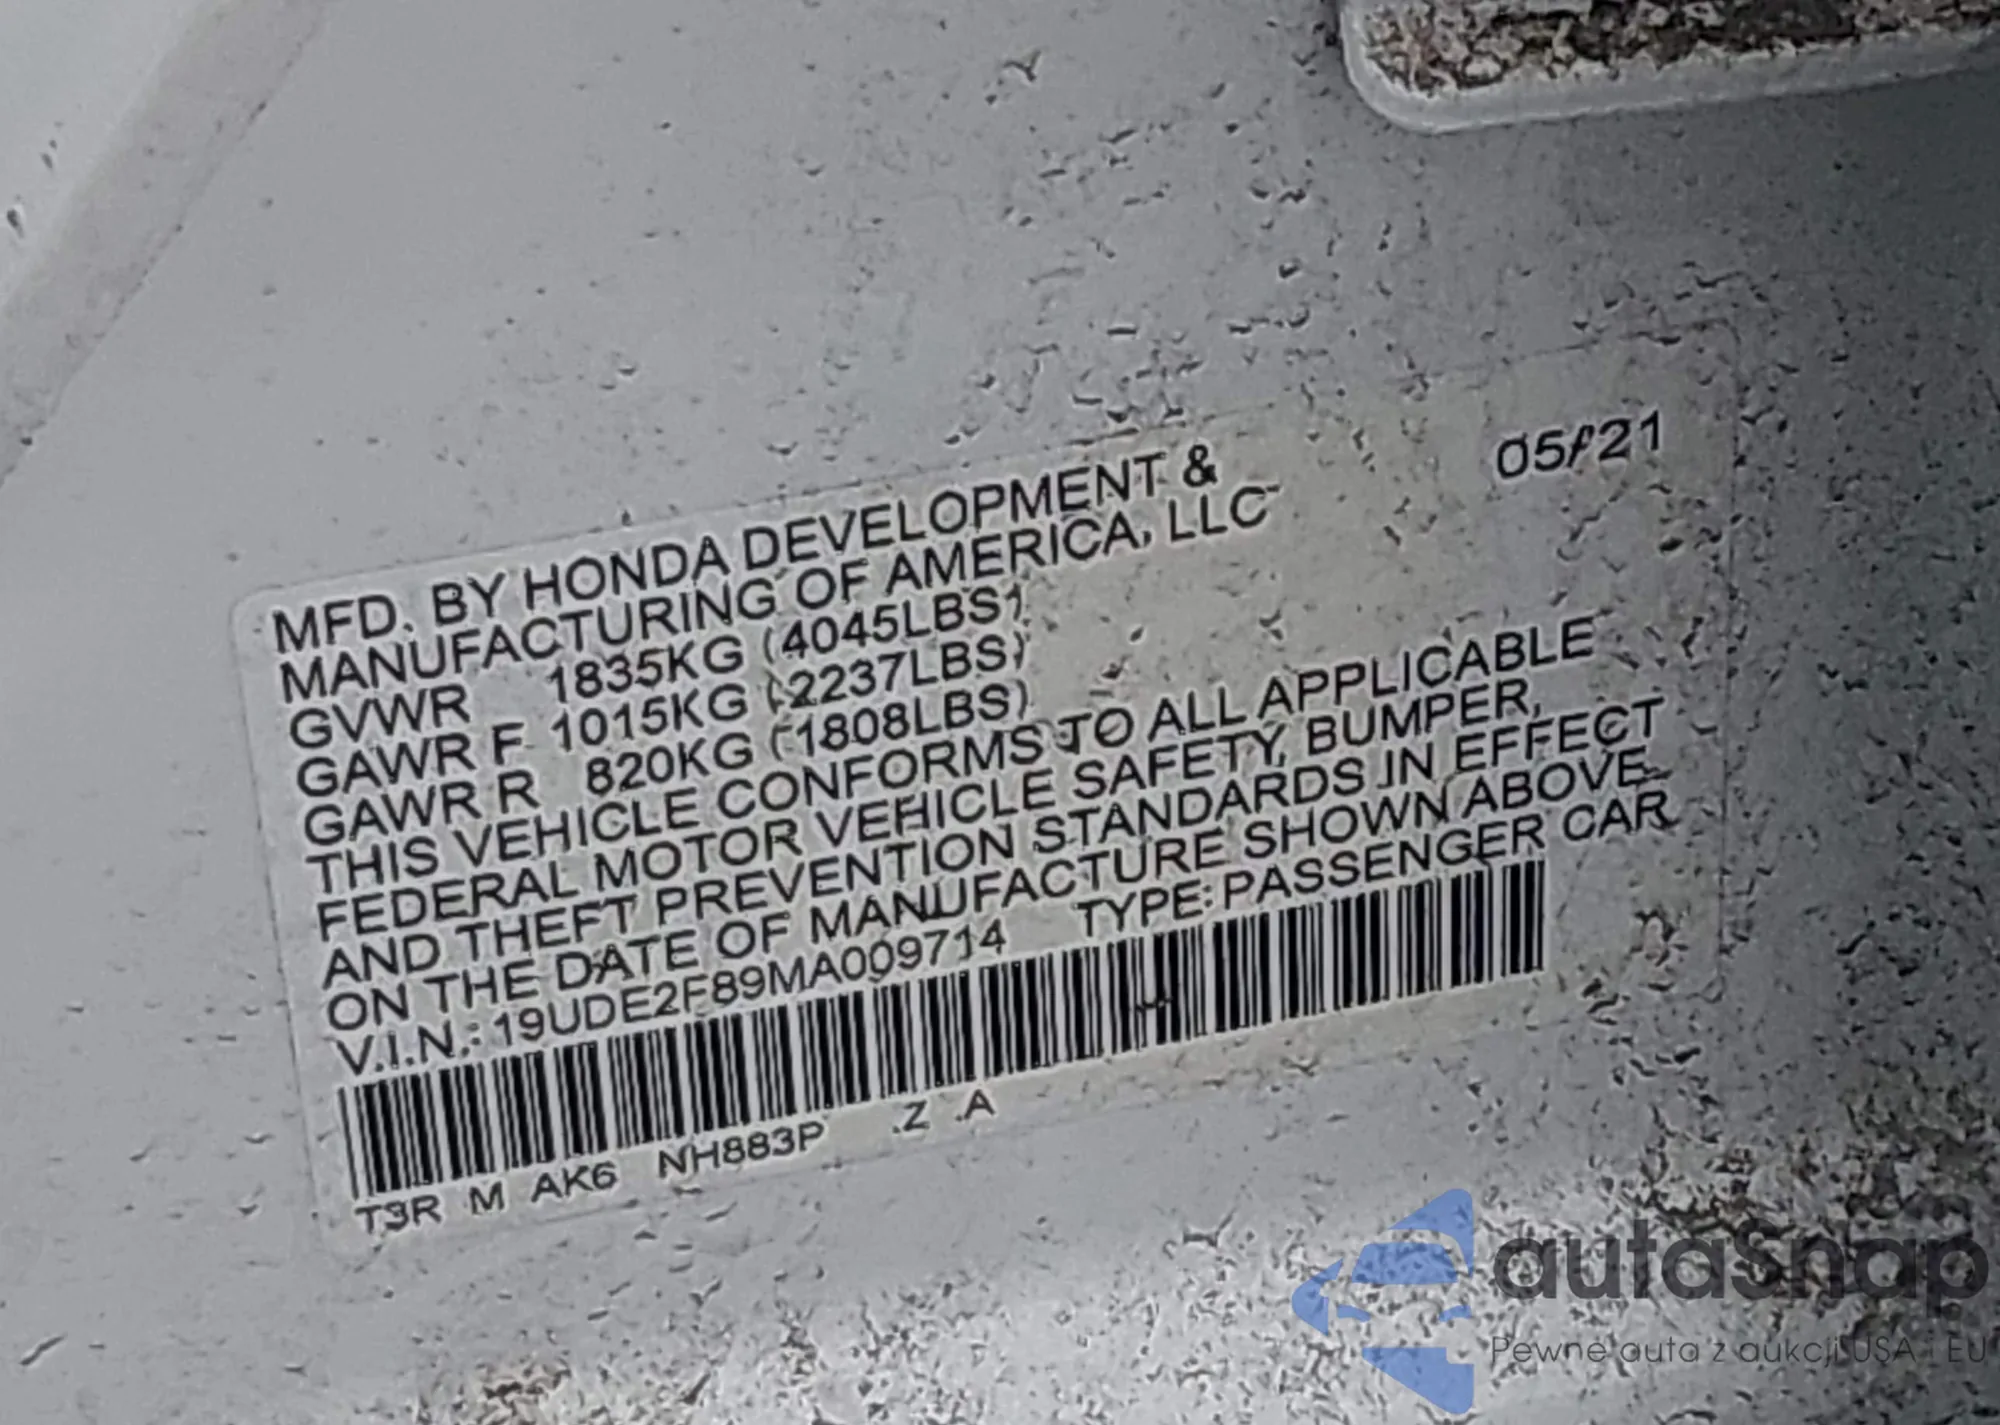 MFD. BY HONDA DEVELOPMENT & 05/21
MANUFACTURING OF AMERICA, LLC
GVWR 1835KG (4045LBS)
GAWR F 1015KG (2237LBS)
GAWR R 820KG (1808LBS)
THIS VEHICLE CONFORMS TO ALL APPLICABLE
FEDERAL MOTOR VEHICLE SAFETY, BUMPER,
AND THEFT PREVENTION STANDARDS IN EFFECT
ON THE DATE OF MANUFACTURE SHOWN ABOVE.
V.I.N.: 19UDE2F89MA009714 TYPE: PASSENGER CAR
T3R M AK6 NH883P .Z .A
autaSnap
Pewne auta z aukcji USA i EU